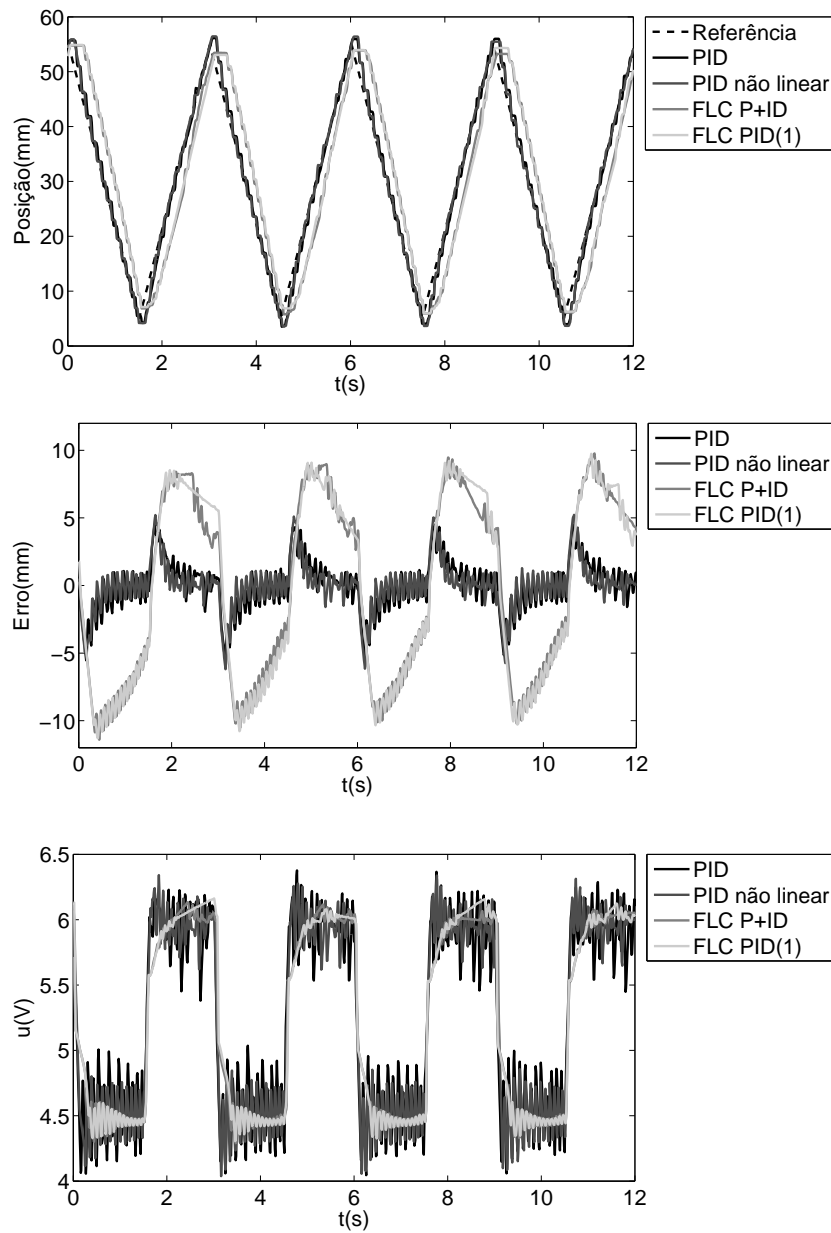 60
50
40
30
20
10
0
Posição(mm)
0 2 4 6 8 10 12
t(s)
Referência
PID
PID não linear
FLC P+ID
FLC PID(1)
10
5
0
−5
−10
Erro(mm)
0 2 4 6 8 10 12
t(s)
PID
PID não linear
FLC P+ID
FLC PID(1)
6.5
6
5.5
5
4.5
4
u(V)
0 2 4 6 8 10 12
t(s)
PID
PID não linear
FLC P+ID
FLC PID(1)